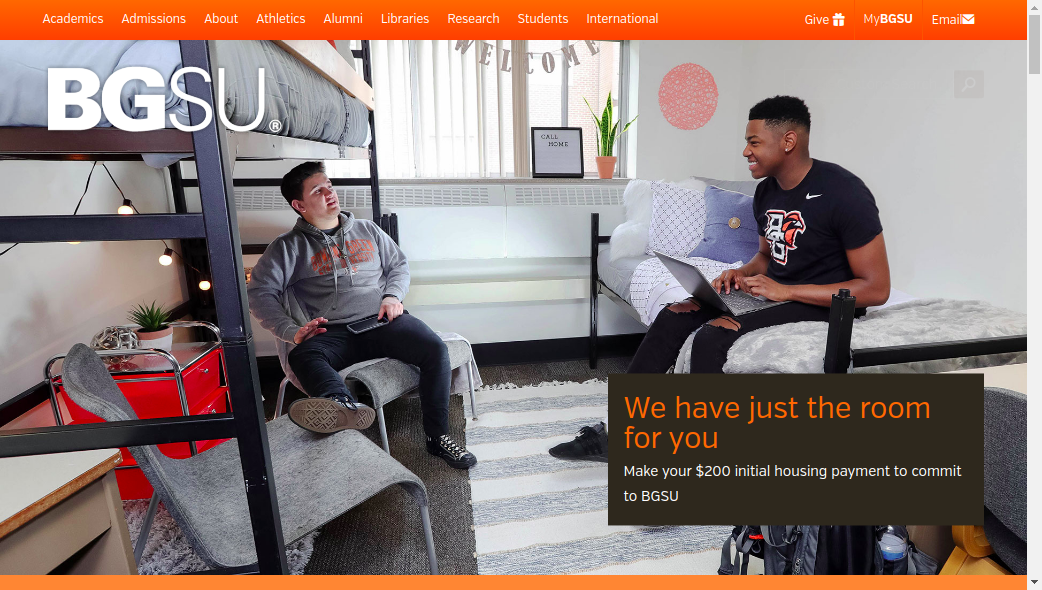 Academics Admissions About Athletics Alumni Libraries Research Students International Give MyBGSU Email
WELCOME
BGSU®
CALL
HOME
We have just the room
for you
Make your $200 initial housing payment to commit
to BGSU